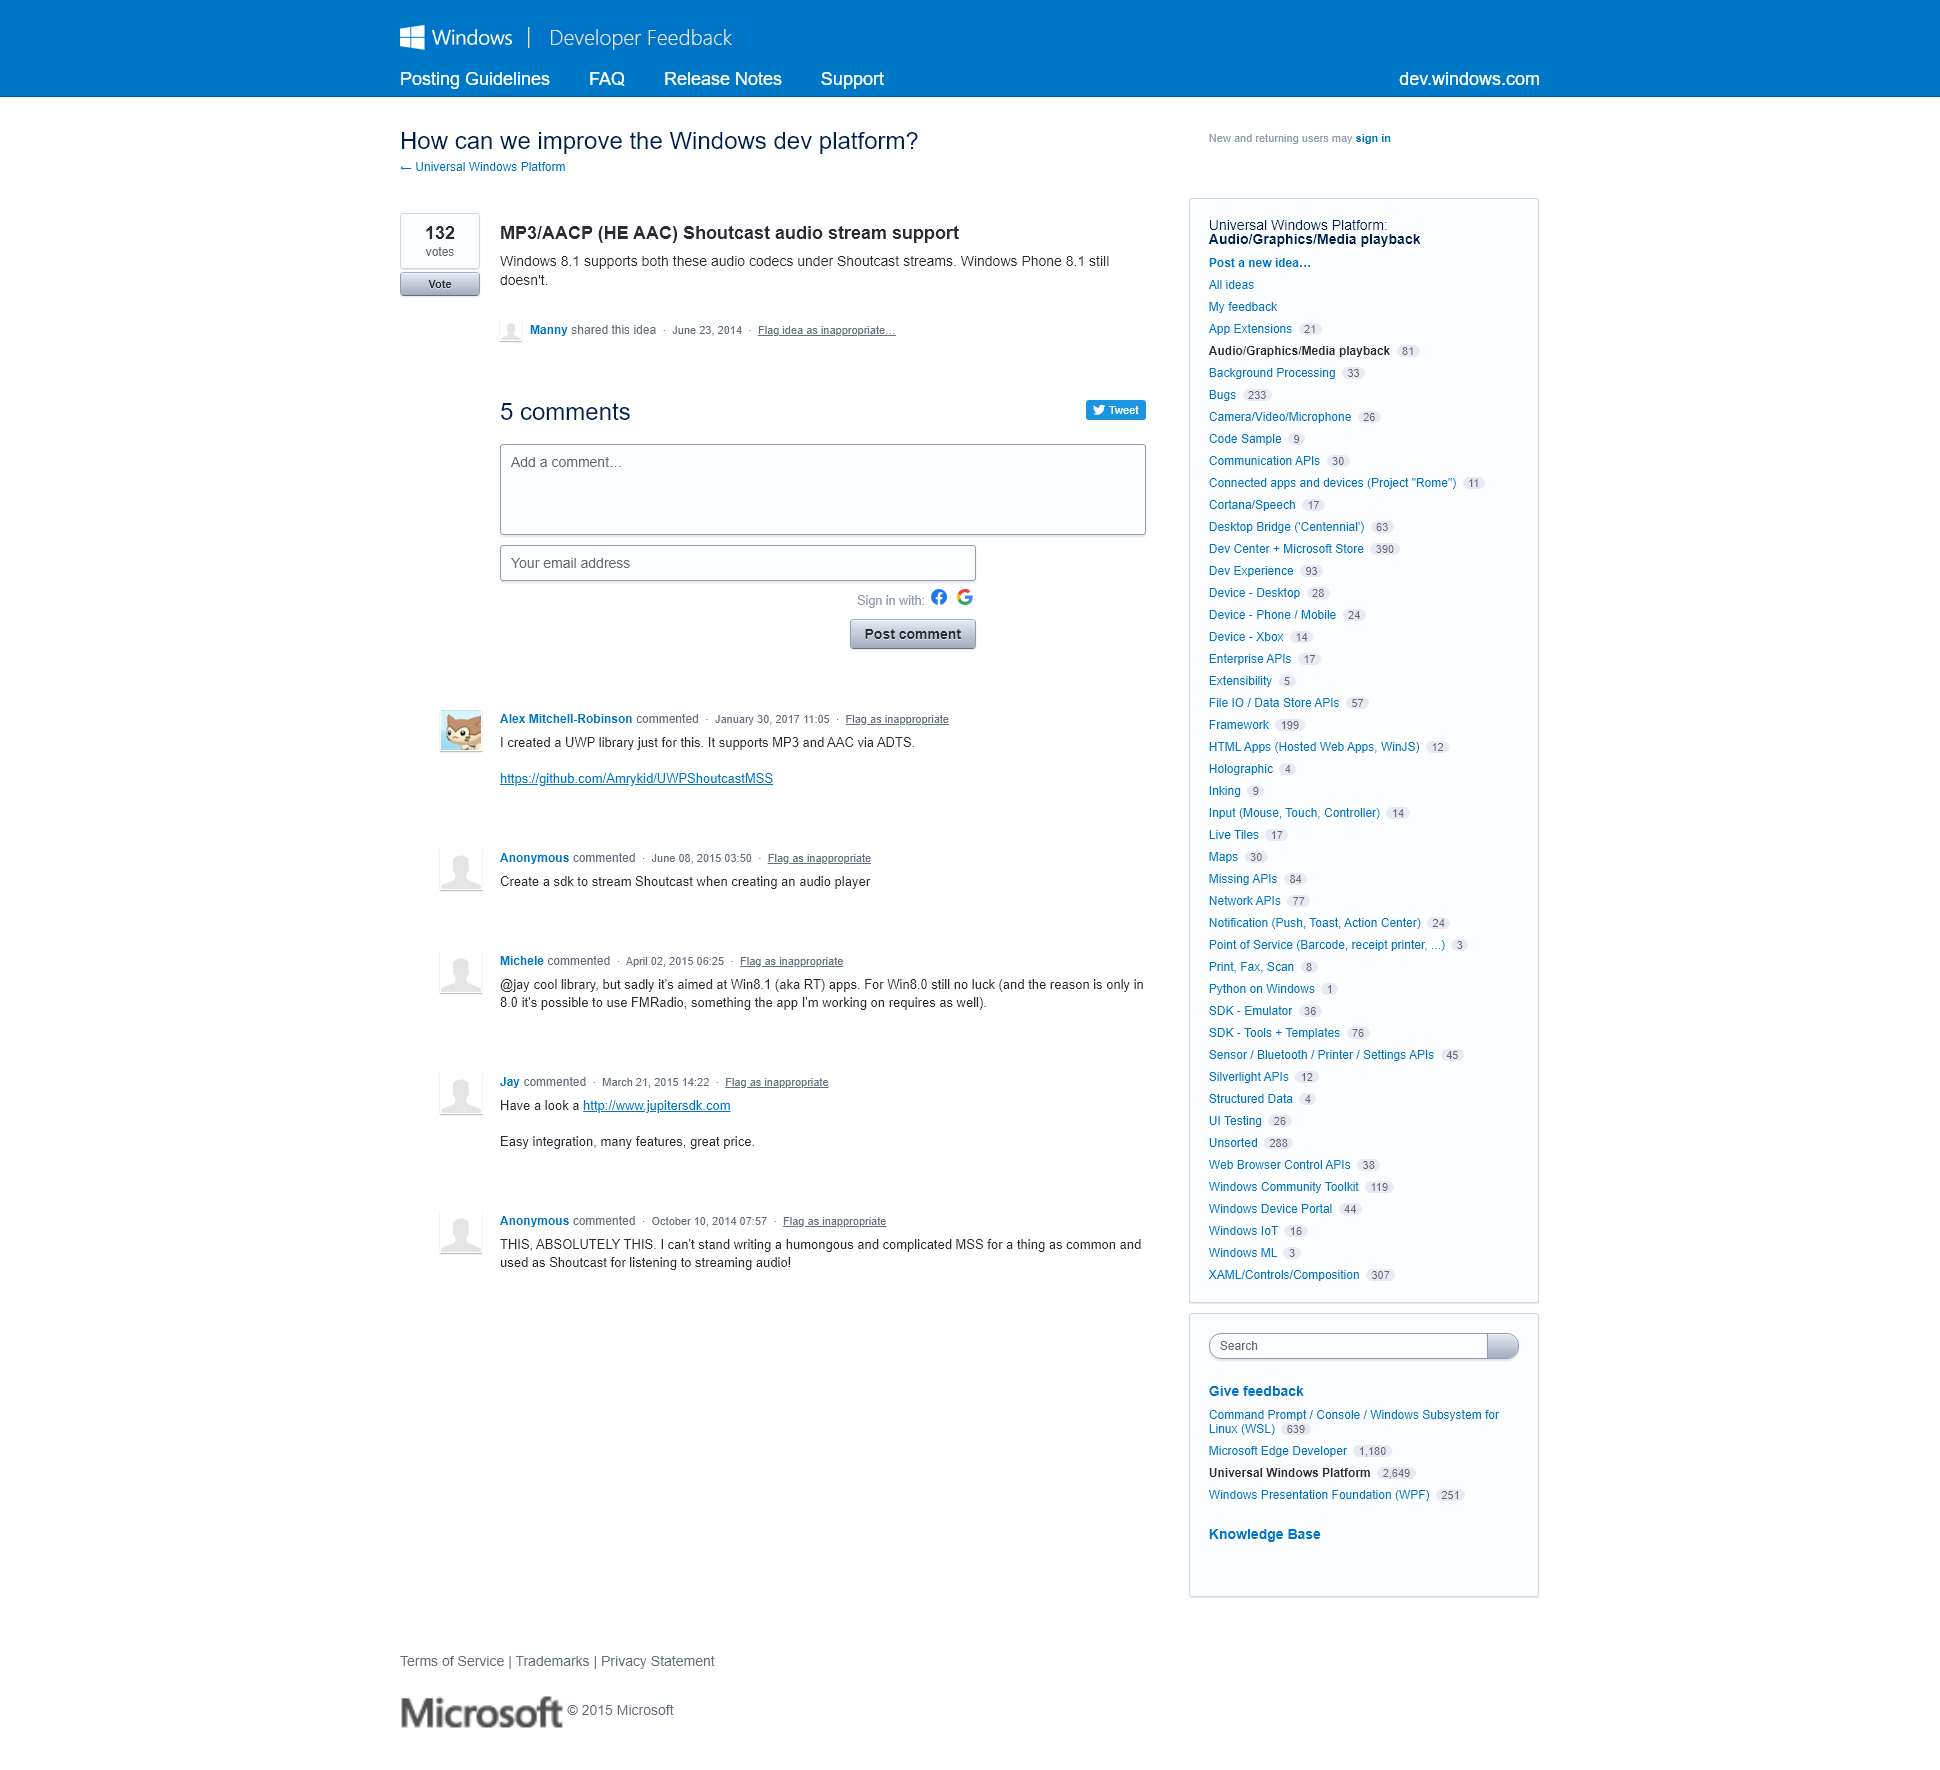 Windows | Developer Feedback
Posting Guidelines FAQ Release Notes Support dev.windows.com
How can we improve the Windows dev platform?
← Universal Windows Platform
New and returning users may sign in
132
votes
Vote
MP3/AACP (HE AAC) Shoutcast audio stream support
Windows 8.1 supports both these audio codecs under Shoutcast streams. Windows Phone 8.1 still
doesn't.
Manny shared this idea · June 23, 2014 · Flag idea as inappropriate…
5 comments
Tweet
Add a comment…
Your email address
Sign in with:
Post comment
Alex Mitchell-Robinson commented · January 30, 2017 11:05 · Flag as inappropriate
I created a UWP library just for this. It supports MP3 and AAC via ADTS.
https://github.com/Amrykid/UWPShoutcastMSS
Anonymous commented · June 08, 2015 03:50 · Flag as inappropriate
Create a sdk to stream Shoutcast when creating an audio player
Michele commented · April 02, 2015 06:25 · Flag as inappropriate
@jay cool library, but sadly it's aimed at Win8.1 (aka RT) apps. For Win8.0 still no luck (and the reason is only in
8.0 it's possible to use FMRadio, something the app I'm working on requires as well).
Jay commented · March 21, 2015 14:22 · Flag as inappropriate
Have a look a http://www.jupitersdk.com
Easy integration, many features, great price.
Anonymous commented · October 10, 2014 07:57 · Flag as inappropriate
THIS, ABSOLUTELY THIS. I can't stand writing a humongous and complicated MSS for a thing as common and
used as Shoutcast for listening to streaming audio!
Universal Windows Platform:
Audio/Graphics/Media playback
Post a new idea…
All ideas
My feedback
App Extensions 21
Audio/Graphics/Media playback 81
Background Processing 33
Bugs 233
Camera/Video/Microphone 26
Code Sample 9
Communication APIs 30
Connected apps and devices (Project "Rome") 11
Cortana/Speech 17
Desktop Bridge ('Centennial') 63
Dev Center + Microsoft Store 390
Dev Experience 93
Device - Desktop 28
Device - Phone / Mobile 24
Device - Xbox 14
Enterprise APIs 17
Extensibility 5
File IO / Data Store APIs 57
Framework 199
HTML Apps (Hosted Web Apps, WinJS) 12
Holographic 4
Inking 9
Input (Mouse, Touch, Controller) 14
Live Tiles 17
Maps 30
Missing APIs 84
Network APIs 77
Notification (Push, Toast, Action Center) 24
Point of Service (Barcode, receipt printer, ...) 3
Print, Fax, Scan 8
Python on Windows 1
SDK - Emulator 36
SDK - Tools + Templates 76
Sensor / Bluetooth / Printer / Settings APIs 45
Silverlight APIs 12
Structured Data 4
UI Testing 26
Unsorted 288
Web Browser Control APIs 38
Windows Community Toolkit 119
Windows Device Portal 44
Windows IoT 16
Windows ML 3
XAML/Controls/Composition 307
Search
Give feedback
Command Prompt / Console / Windows Subsystem for
Linux (WSL) 639
Microsoft Edge Developer 1,180
Universal Windows Platform 2,649
Windows Presentation Foundation (WPF) 251
Knowledge Base
Terms of Service | Trademarks | Privacy Statement
Microsoft © 2015 Microsoft